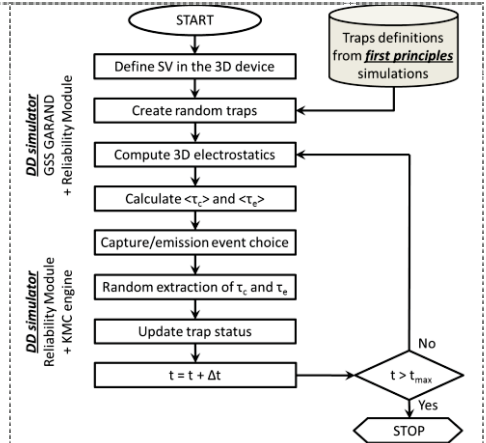 START
Traps definitions
from first principles
simulations
Define SV in the 3D device
Create random traps
Compute 3D electrostatics
Calculate <τc> and <τe>
DD simulator
GSS GARAND
+ Reliability Module
Capture/emission event choice
Random extraction of τc and τe
Update trap status
t = t + Δt
DD simulator
Reliability Module
+ KMC engine
No
t > tmax
Yes
STOP